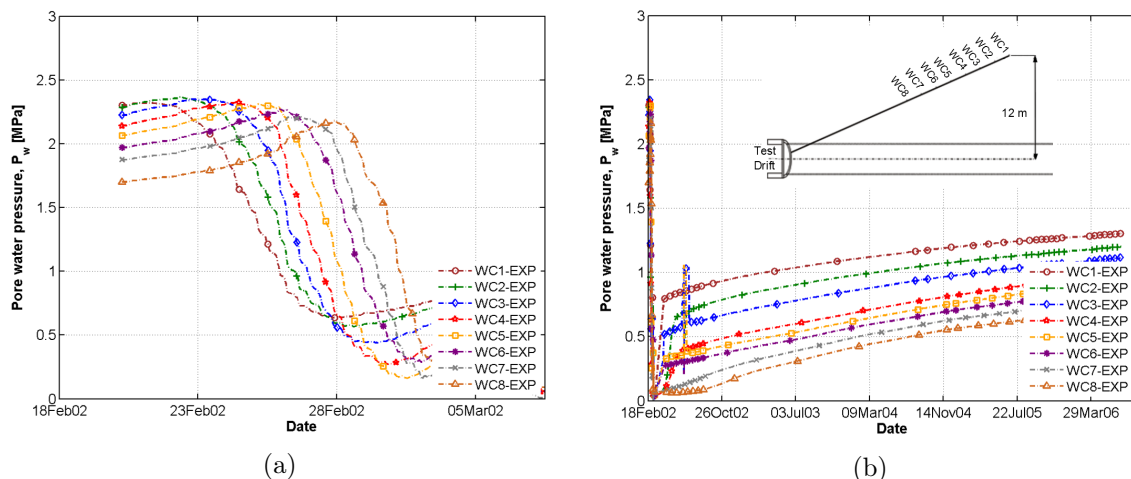 3
2.5
2
1.5
1
0.5
0
Pore water pressure, P_w [MPa]
18Feb02 23Feb02 28Feb02 05Mar02
Date
WC1-EXP
WC2-EXP
WC3-EXP
WC4-EXP
WC5-EXP
WC6-EXP
WC7-EXP
WC8-EXP
(a)
3
2.5
2
1.5
1
0.5
0
Pore water pressure, P_w [MPa]
WC8 WC7 WC6 WC5 WC4 WC3 WC2 WC1
12 m
Test
Drift
WC1-EXP
WC2-EXP
WC3-EXP
WC4-EXP
WC5-EXP
WC6-EXP
WC7-EXP
WC8-EXP
18Feb02 26Oct02 03Jul03 09Mar04 14Nov04 22Jul05 29Mar06
Date
(b)